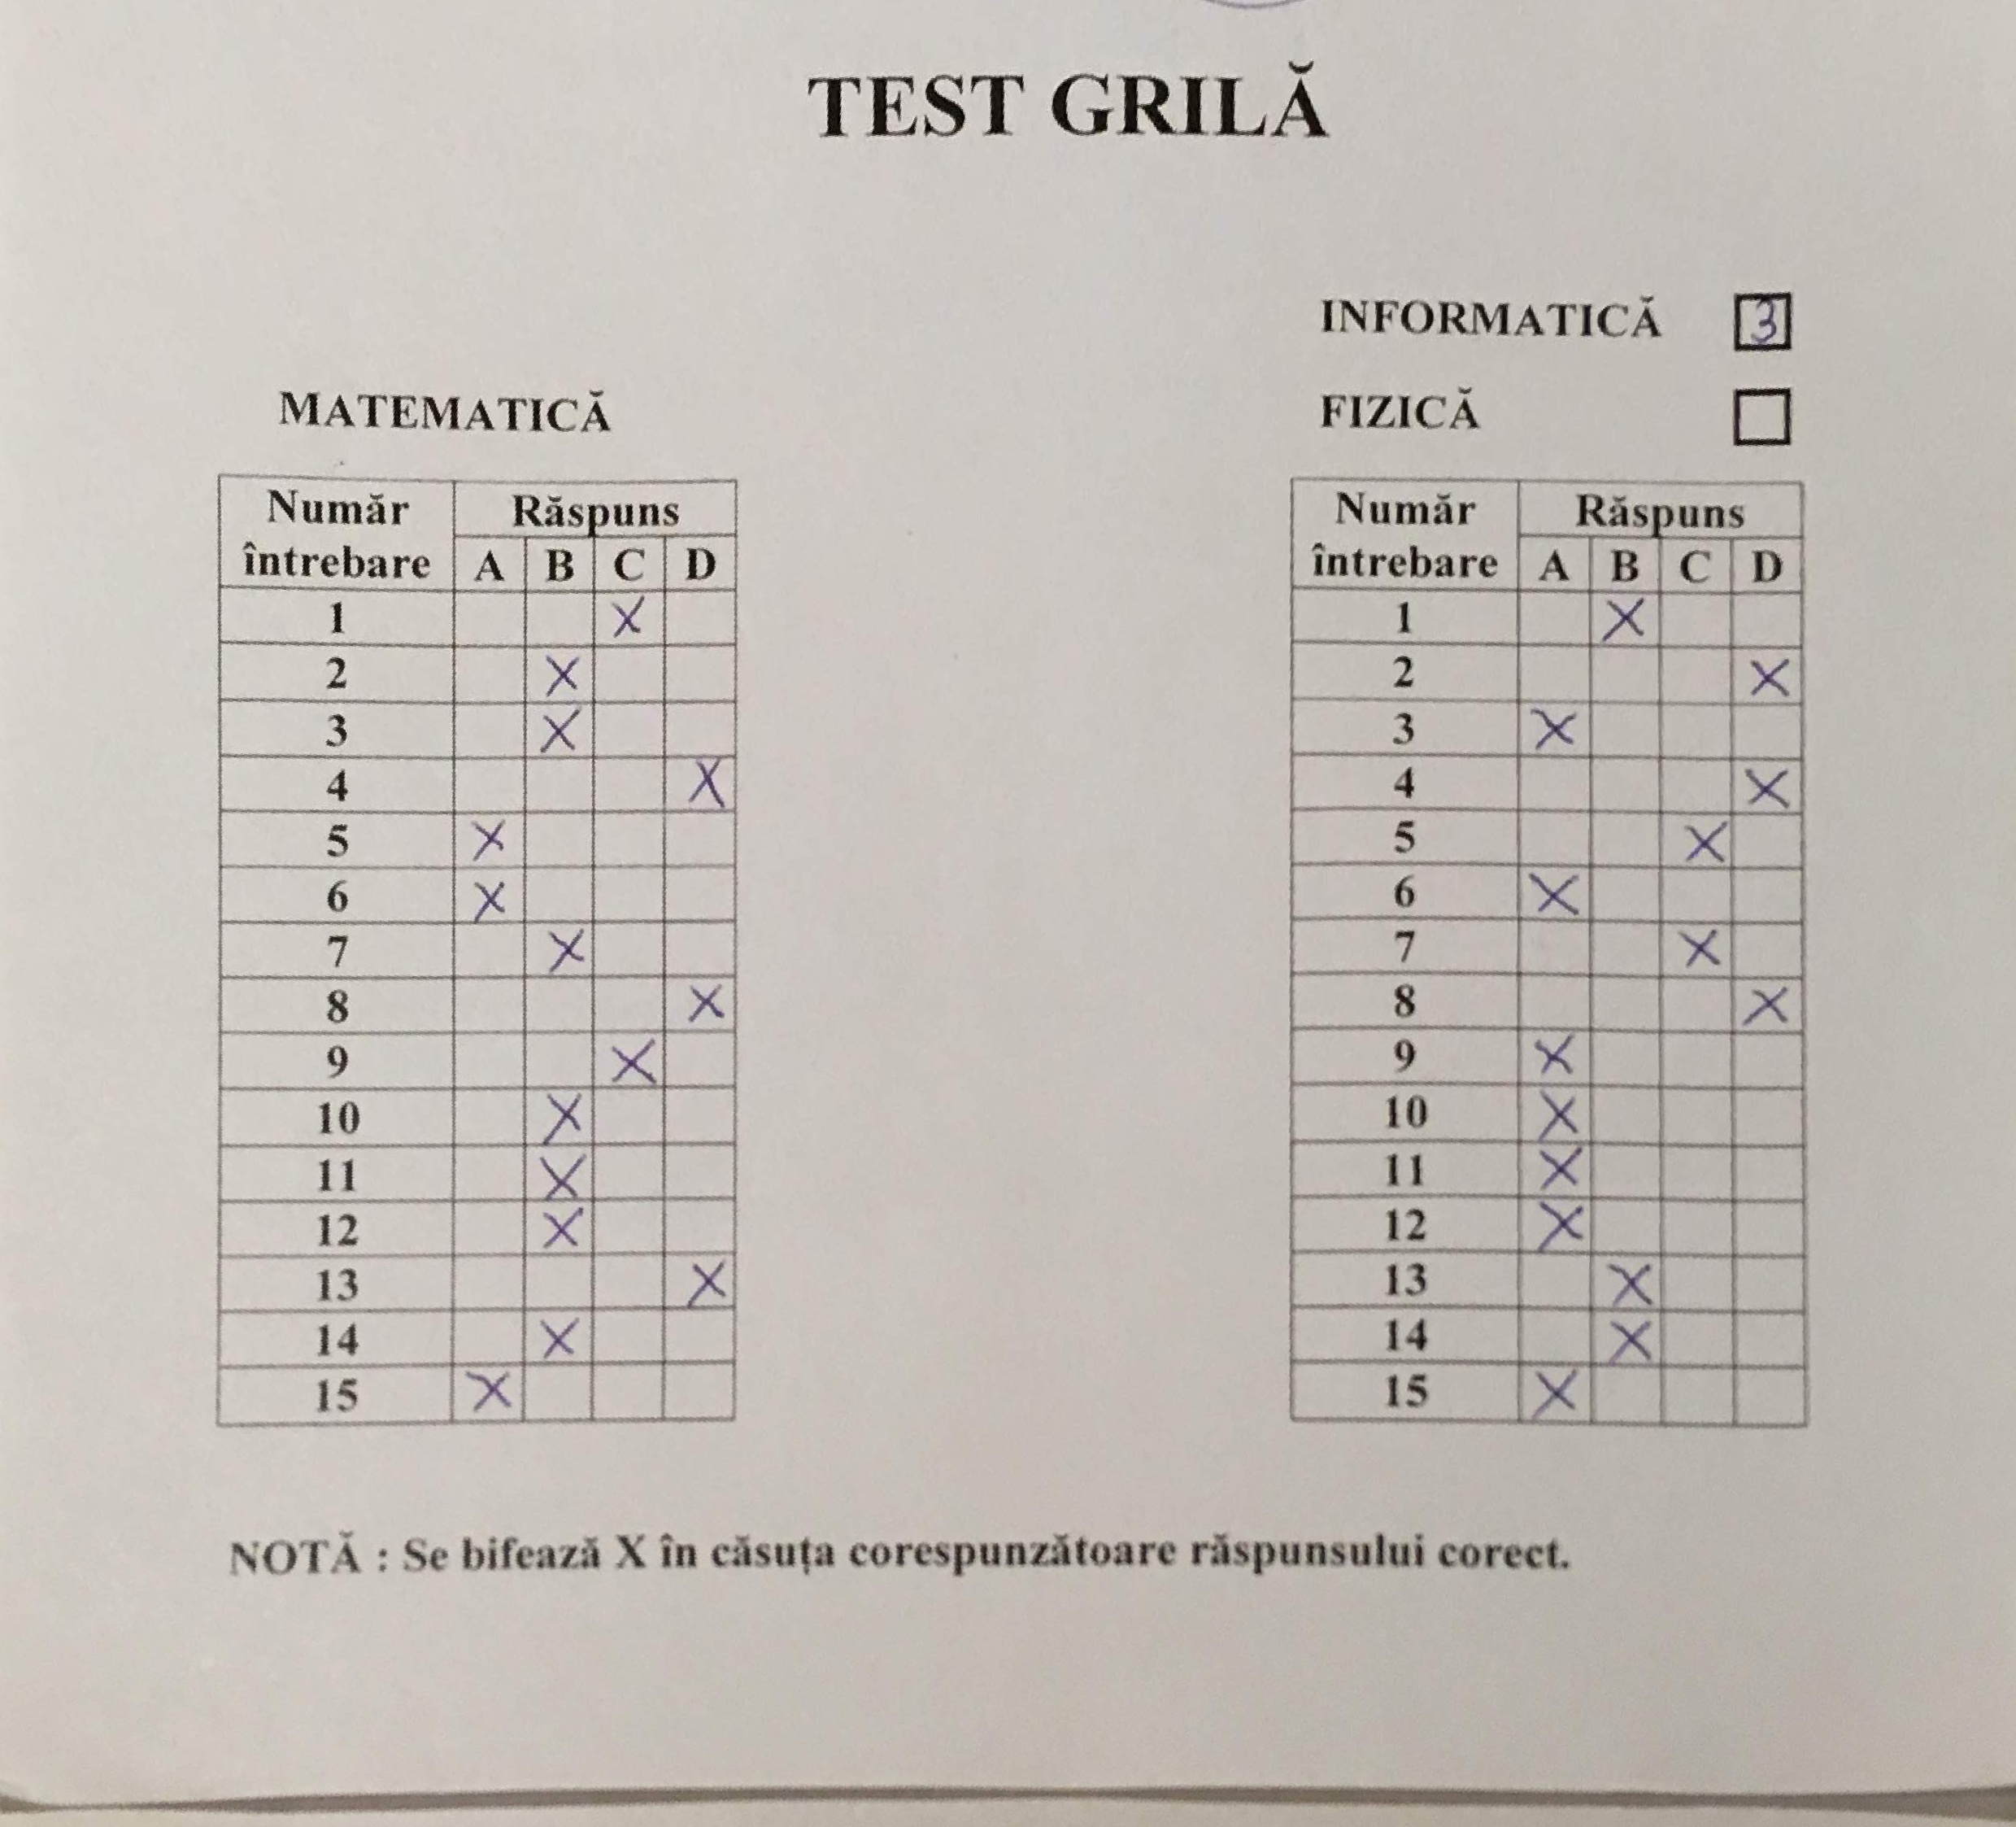 TEST GRILĂ
INFORMATICĂ 3
MATEMATICĂ FIZICĂ
Număr întrebare Răspuns
A B C D
1 X
2 X
3 X
4 X
5 X
6 X
7 X
8 X
9 X
10 X
11 X
12 X
13 X
14 X
15 X
Număr întrebare Răspuns
A B C D
1 X
2 X
3 X
4 X
5 X
6 X
7 X
8 X
9 X
10 X
11 X
12 X
13 X
14 X
15 X
NOTĂ : Se bifează X în căsuța corespunzătoare răspunsului corect.